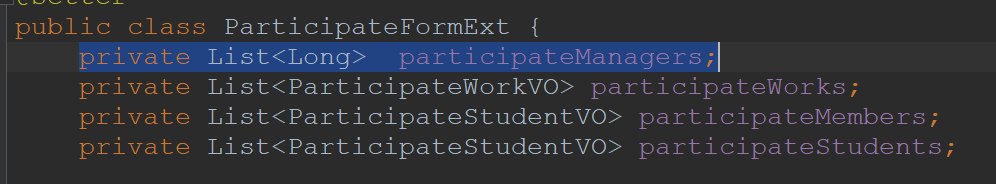 @Setter
public class ParticipateFormExt {
private List<Long>  participateManagers;
private List<ParticipateWorkVO> participateWorks;
private List<ParticipateStudentVO> participateMembers;
private List<ParticipateStudentVO> participateStudents;